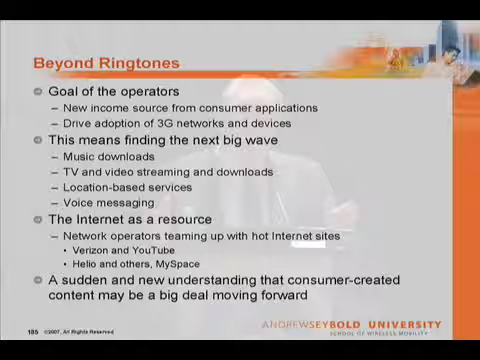 Beyond Ringtones
Goal of the operators
– New income source from consumer applications
– Drive adoption of 3G networks and devices
This means finding the next big wave
– Music downloads
– TV and video streaming and downloads
– Location-based services
– Voice messaging
The Internet as a resource
– Network operators teaming up with hot Internet sites
• Verizon and YouTube
• Helio and others, MySpace
A sudden and new understanding that consumer-created
content may be a big deal moving forward
185 ©2007, All Rights Reserved
ANDREWSEYBOLD UNIVERSITY
SCHOOL OF WIRELESS MOBILITY